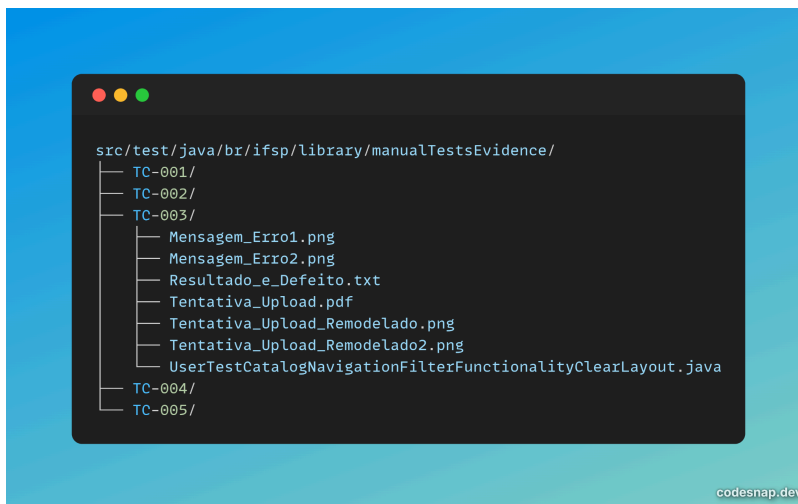 src/test/java/br/ifsp/library/manualTestsEvidence/
├── TC-001/
├── TC-002/
├── TC-003/
│   ├── Mensagem_Erro1.png
│   ├── Mensagem_Erro2.png
│   ├── Resultado_e_Defeito.txt
│   ├── Tentativa_Upload.pdf
│   ├── Tentativa_Upload_Remodelado.png
│   ├── Tentativa_Upload_Remodelado2.png
│   └── UserTestCatalogNavigationFilterFunctionalityClearLayout.java
├── TC-004/
└── TC-005/
codesnap.dev